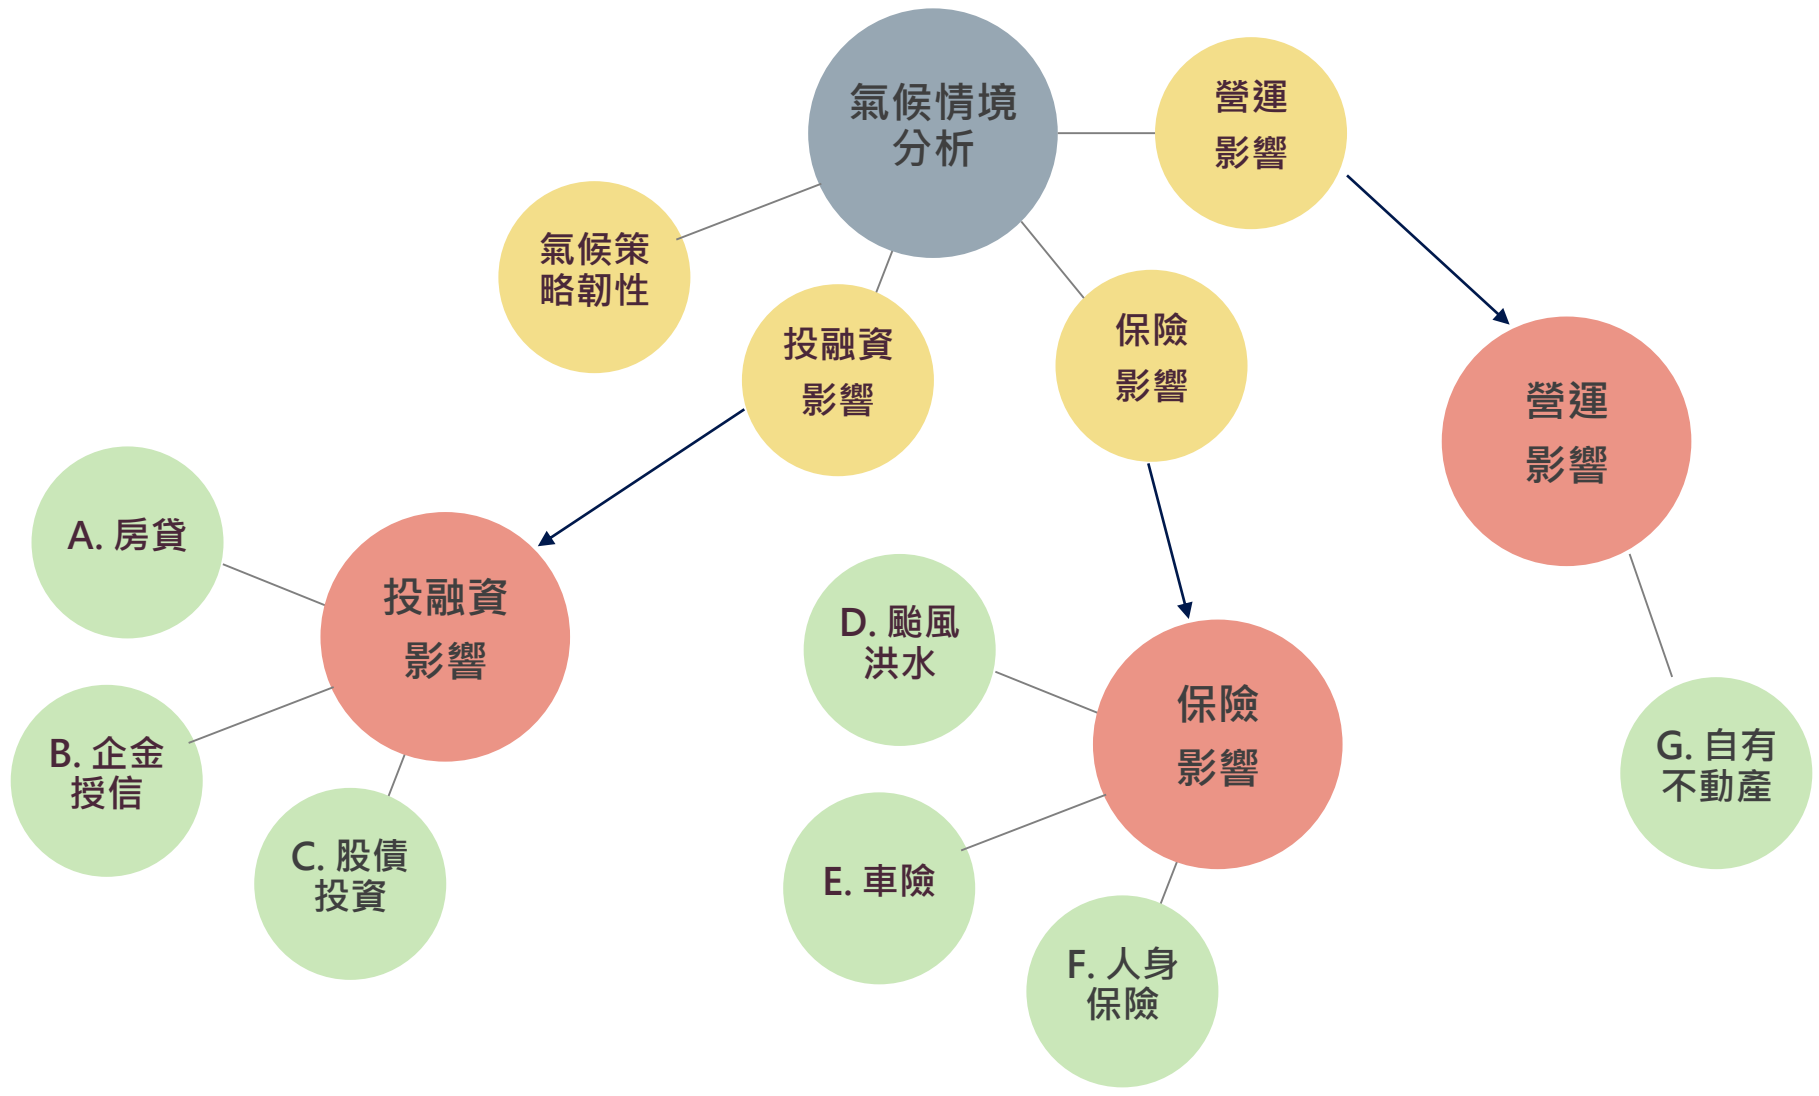 氣候情境
分析
營運
影響
氣候策
略韌性
投融資
影響
保險
影響
營運
影響
A. 房貸
投融資
影響
B. 企金
授信
C. 股債
投資
D. 颱風
洪水
保險
影響
E. 車險
F. 人身
保險
G. 自有
不動產